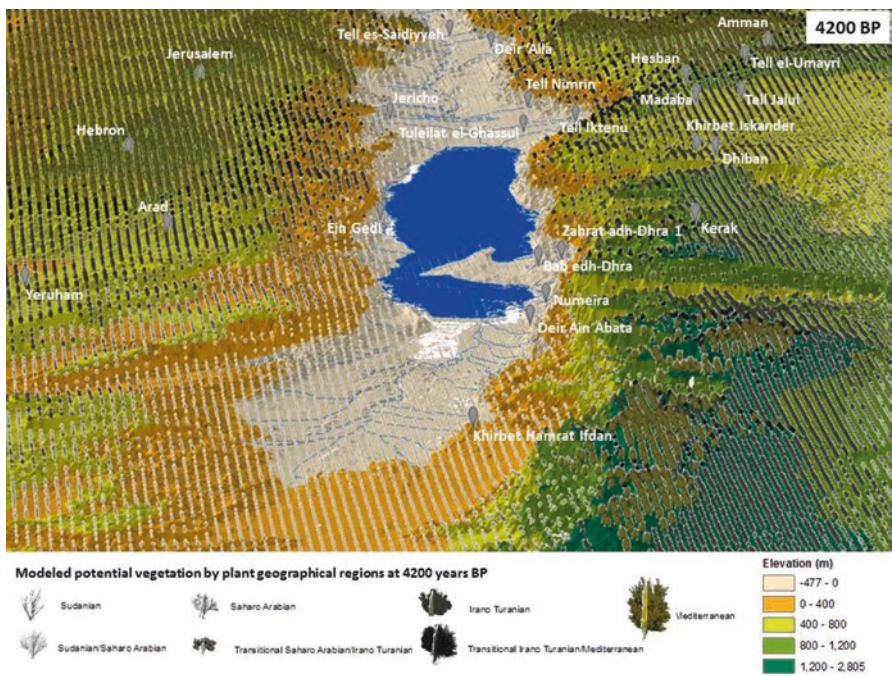 4200 BP
Amman
Tell es-Saidiyyeh
Deir 'Alla
Jerusalem
Hesban
Tell el-Umayri
Tell Nimrin
Jericho
Madaba
Tell Jalul
Tulellat el-Ghassul
Tell Iktenu
Hebron
Khirbet Iskander
Dhiban
Arad
Ein Gedi
Zahrat adh-Dhra 1
Kerak
Bab edh-Dhra
Yeruham
Numeira
Deir Ain Abata
Khirbet Hamrat Ifdan
Modeled potential vegetation by plant geographical regions at 4200 years BP
Sudanian
Saharo Arabian
Irano Turanian
Mediterranean
Sudanian/Saharo Arabian
Transitional Saharo Arabian/Irano Turanian
Transitional Irano Turanian/Mediterranean
Elevation (m)
-477 - 0
0 - 400
400 - 800
800 - 1,200
1,200 - 2,805